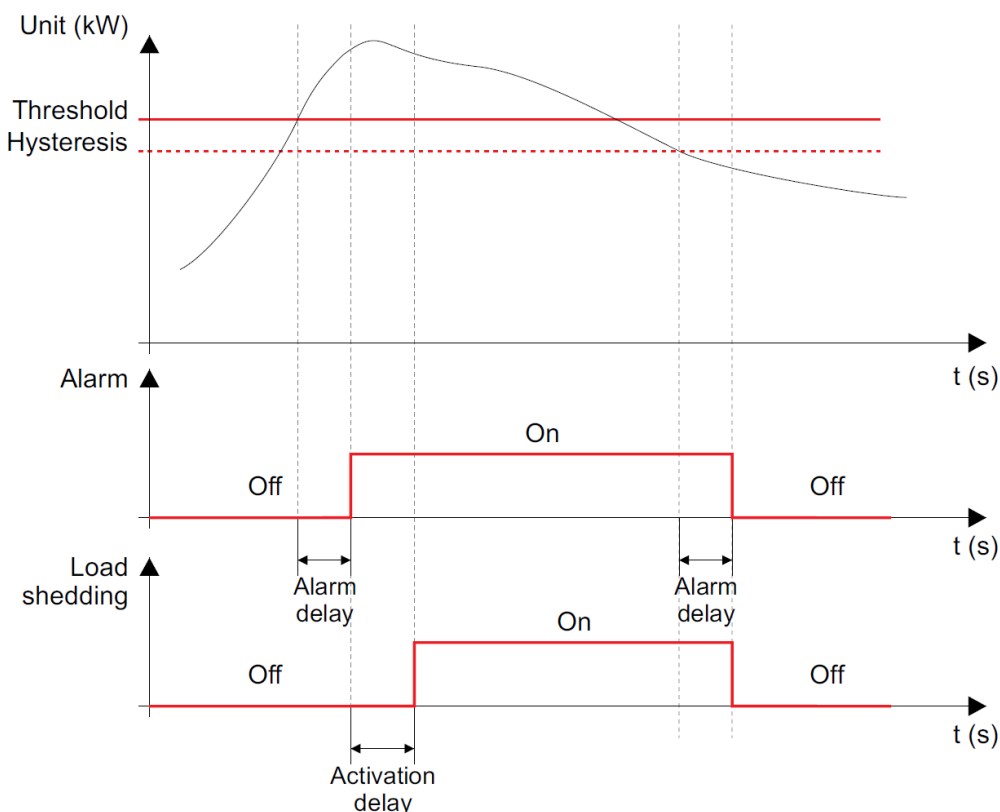 Unit (kW)
Threshold
Hysteresis
t (s)
Alarm
On
Off
Off
t (s)
Alarm
delay
Alarm
delay
Load
shedding
On
Off
Off
t (s)
Activation
delay